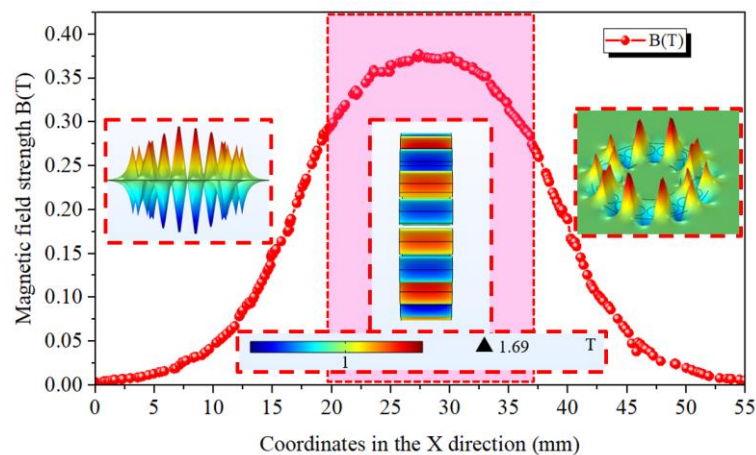 0.40
0.35
0.30
0.25
0.20
0.15
0.10
0.05
0.00
Magnetic field strength B(T)
B(T)
1
1.69
T
0 5 10 15 20 25 30 35 40 45 50 55
Coordinates in the X direction (mm)